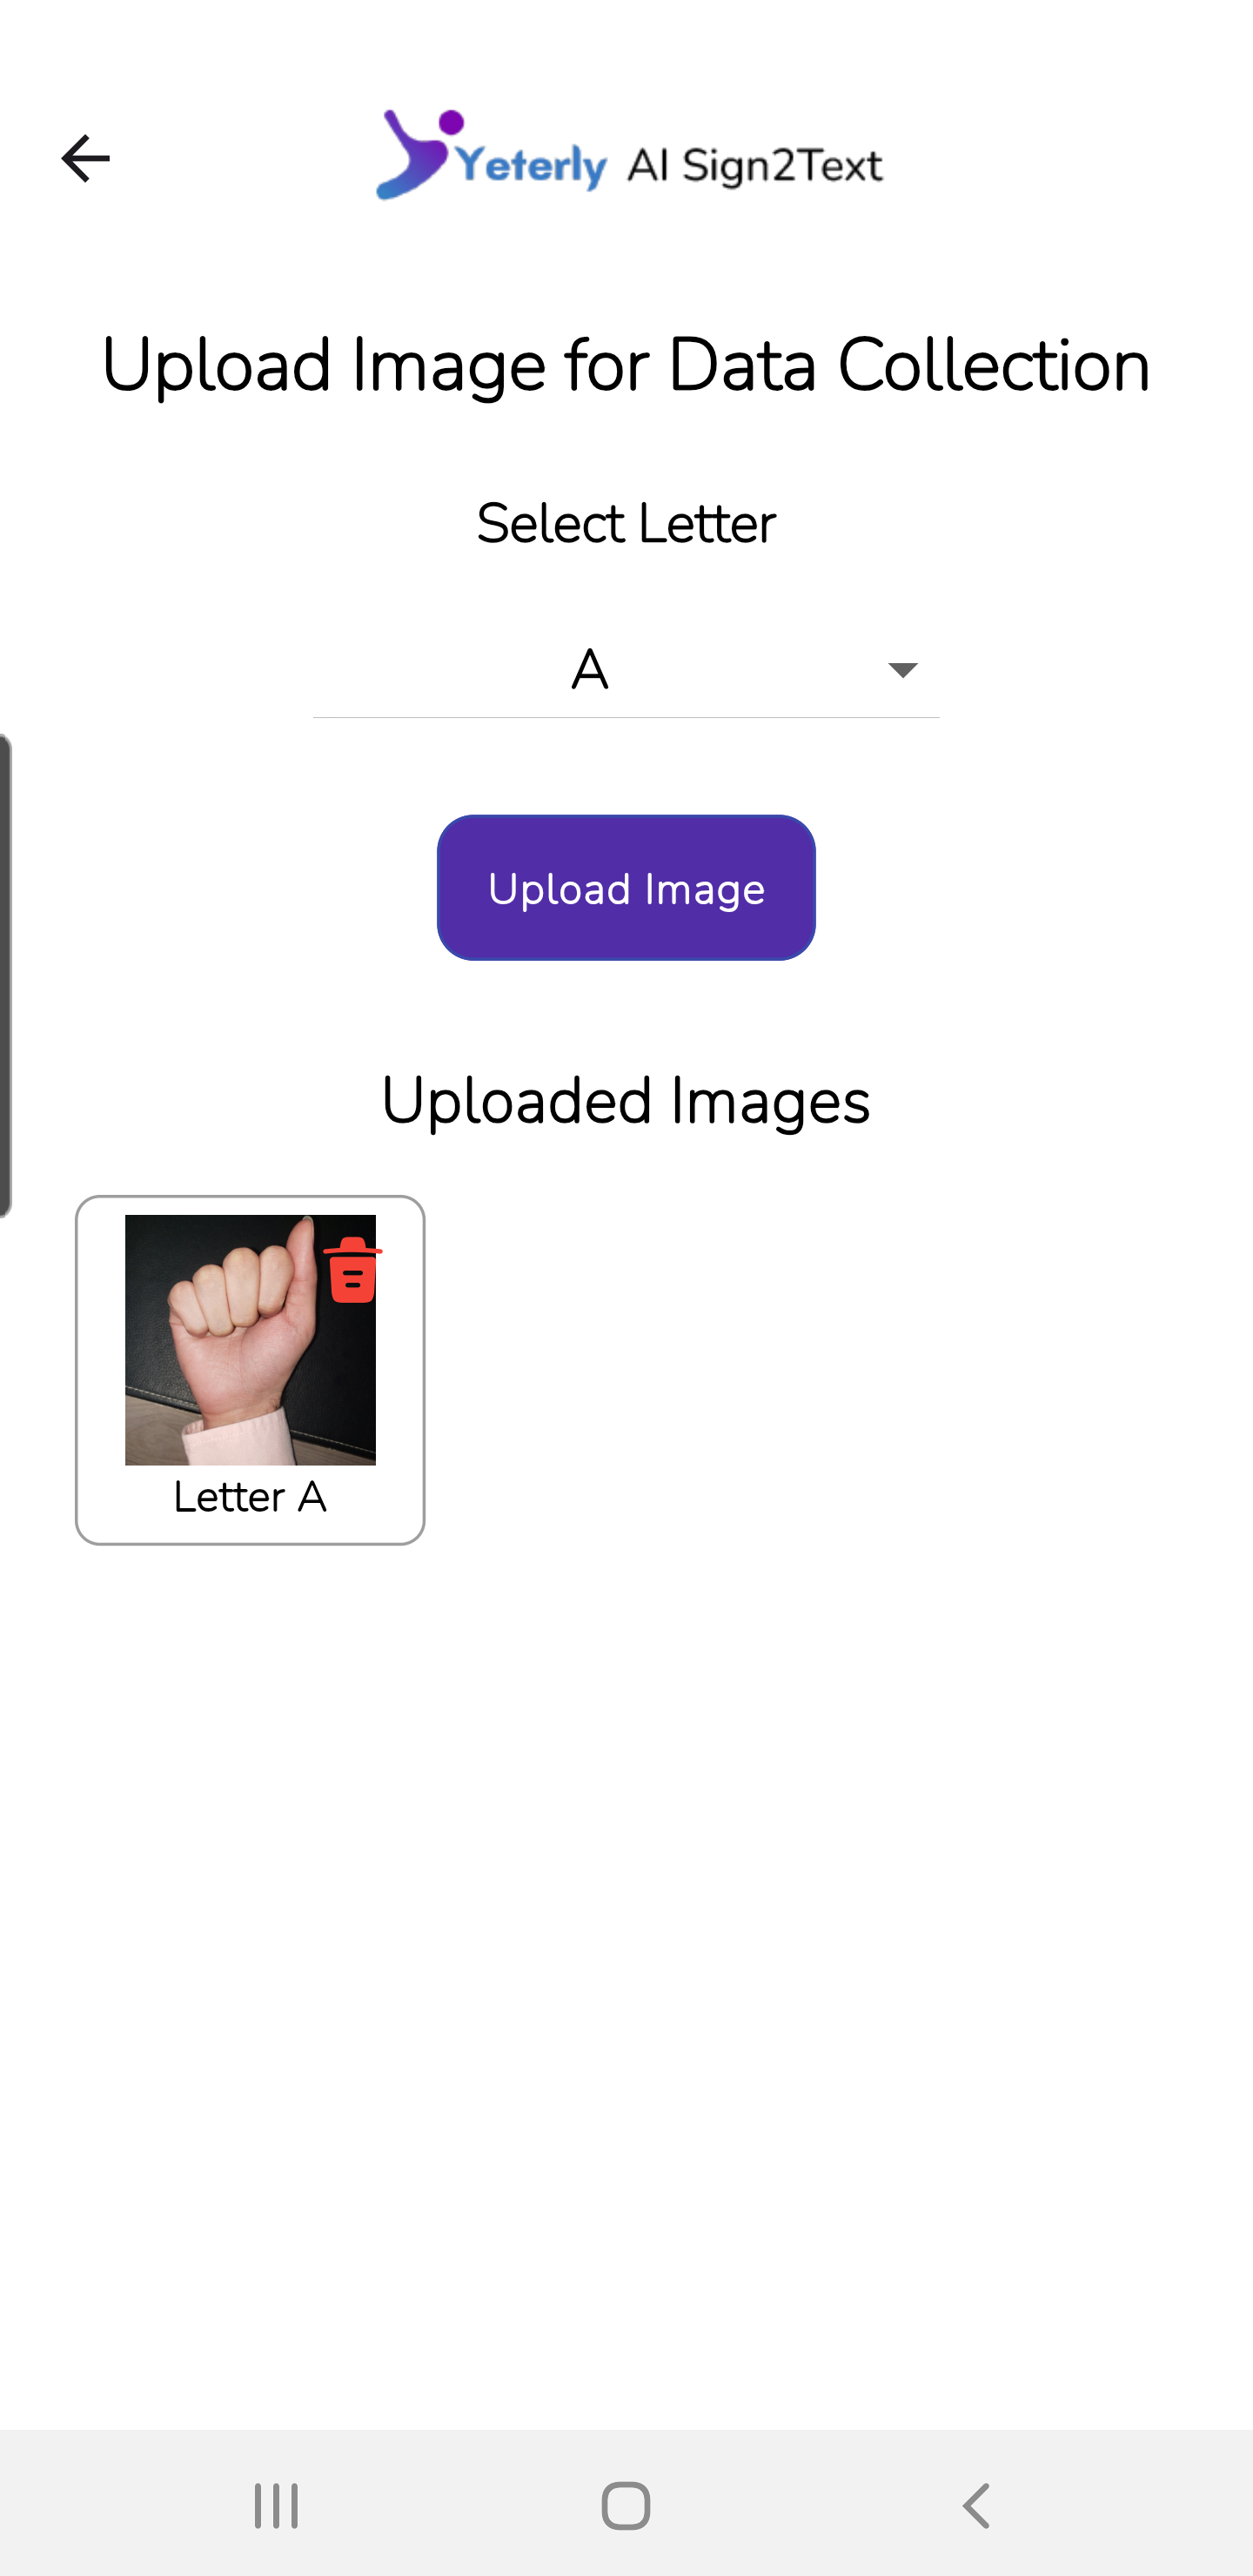 Yeterly AI Sign2Text
Upload Image for Data Collection
Select Letter
A
Upload Image
Uploaded Images
Letter A